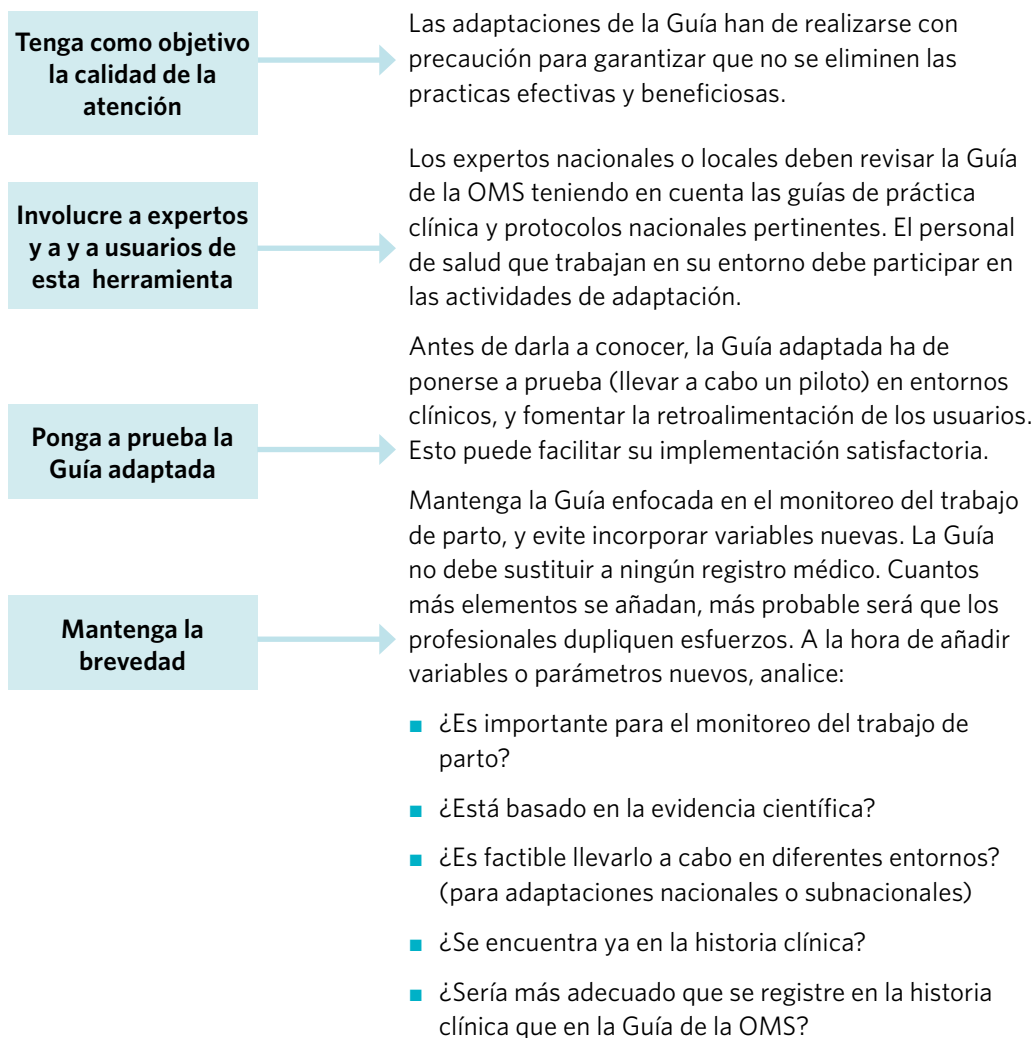 Tenga como objetivo
la calidad de la
atención
Las adaptaciones de la Guía han de realizarse con
precaución para garantizar que no se eliminen las
practicas efectivas y beneficiosas.
Involucre a expertos
y a y a usuarios de
esta herramienta
Los expertos nacionales o locales deben revisar la Guía
de la OMS teniendo en cuenta las guías de práctica
clínica y protocolos nacionales pertinentes. El personal
de salud que trabajan en su entorno debe participar en
las actividades de adaptación.
Ponga a prueba la
Guía adaptada
Antes de darla a conocer, la Guía adaptada ha de
ponerse a prueba (llevar a cabo un piloto) en entornos
clínicos, y fomentar la retroalimentación de los usuarios.
Esto puede facilitar su implementación satisfactoria.
Mantenga la
brevedad
Mantenga la Guía enfocada en el monitoreo del trabajo
de parto, y evite incorporar variables nuevas. La Guía
no debe sustituir a ningún registro médico. Cuantos
más elementos se añadan, más probable será que los
profesionales dupliquen esfuerzos. A la hora de añadir
variables o parámetros nuevos, analice:
■ ¿Es importante para el monitoreo del trabajo de
parto?
■ ¿Está basado en la evidencia científica?
■ ¿Es factible llevarlo a cabo en diferentes entornos?
(para adaptaciones nacionales o subnacionales)
■ ¿Se encuentra ya en la historia clínica?
■ ¿Sería más adecuado que se registre en la historia
clínica que en la Guía de la OMS?